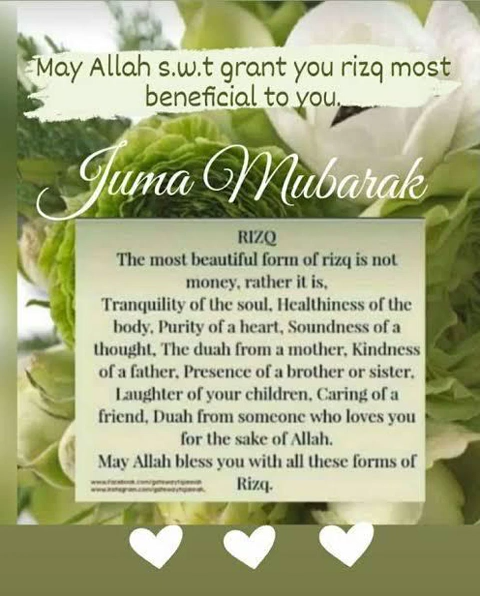 May Allah s.w.t grant you rizq most
beneficial to you.
Juma Mubarak
RIZQ
The most beautiful form of rizq is not
money, rather it is,
Tranquility of the soul, Healthiness of the
body, Purity of a heart, Soundness of a
thought, The duah from a mother, Kindness
of a father, Presence of a brother or sister,
Laughter of your children, Caring of a
friend, Duah from someone who loves you
for the sake of Allah.
May Allah bless you with all these forms of
Rizq.